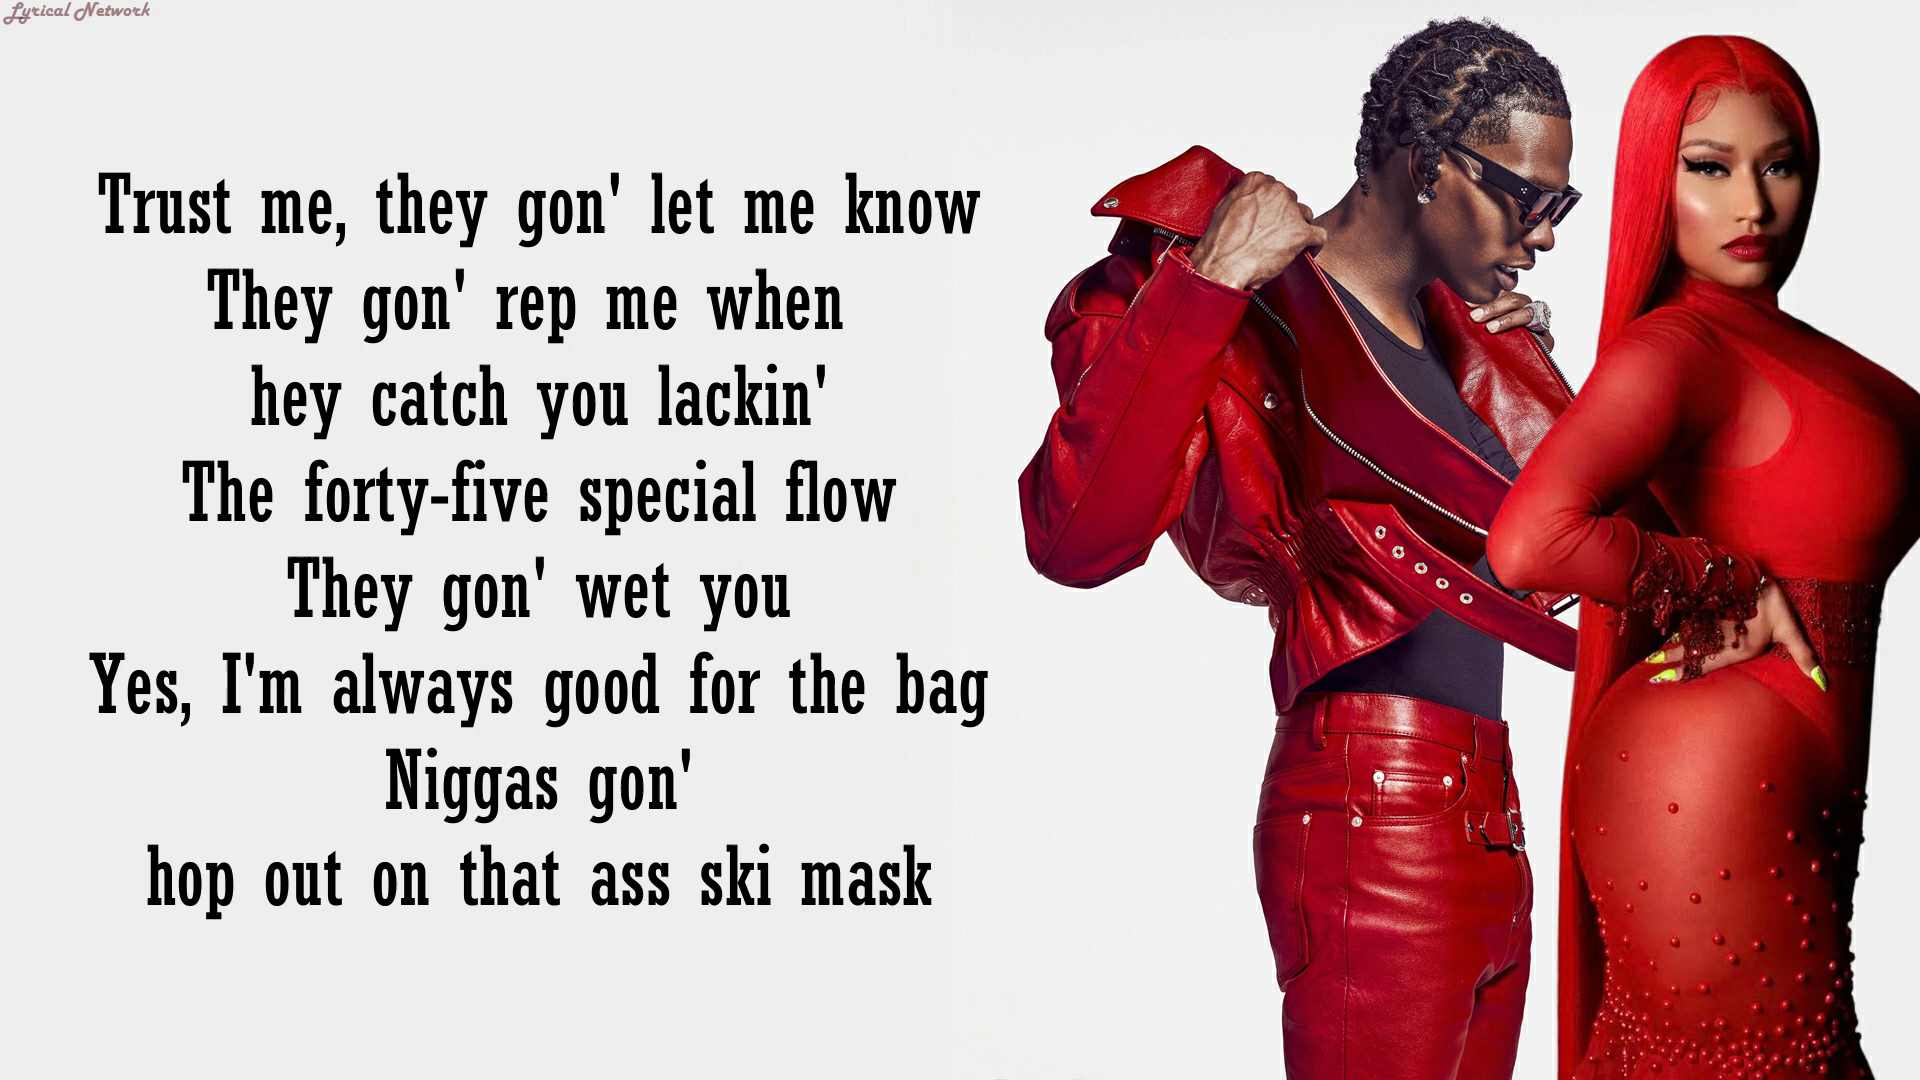 Lyrical Network
Trust me, they gon' let me know
They gon' rep me when
hey catch you lackin'
The forty-five special flow
They gon' wet you
Yes, I'm always good for the bag
Niggas gon'
hop out on that ass ski mask